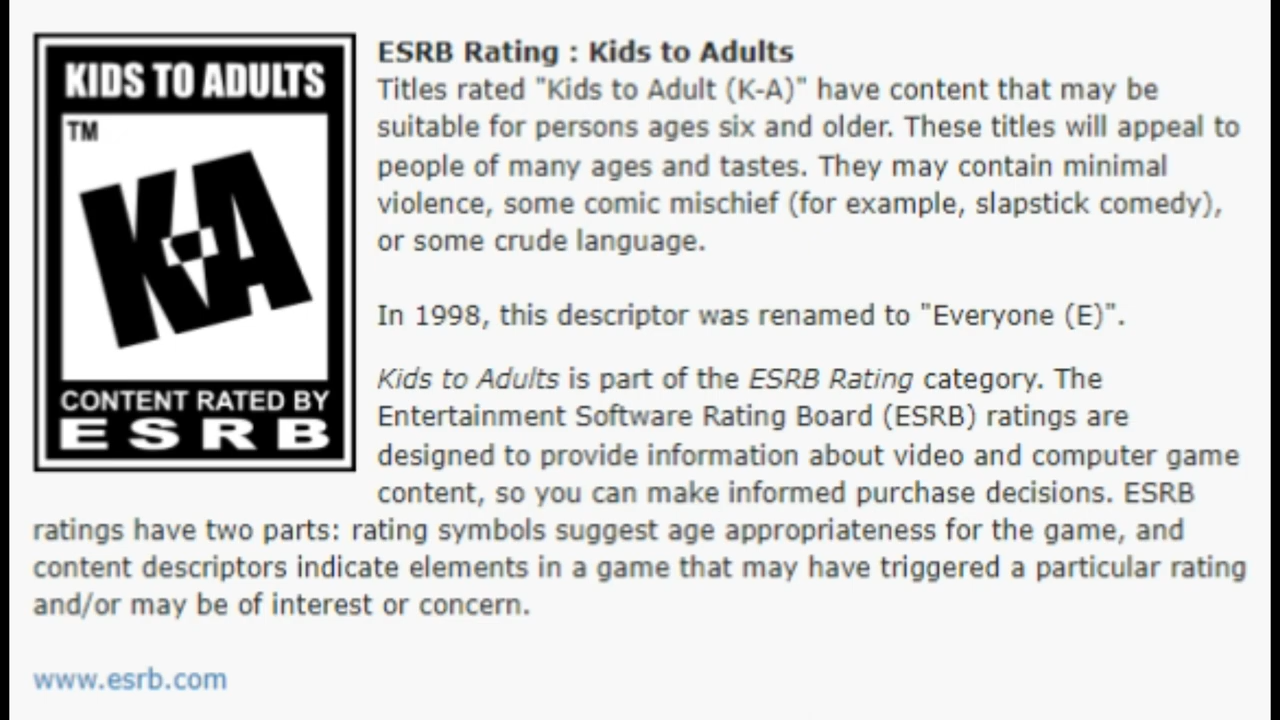 KIDS TO ADULTS
TM
K-A
CONTENT RATED BY
ESRB
ESRB Rating : Kids to Adults
Titles rated "Kids to Adult (K-A)" have content that may be
suitable for persons ages six and older. These titles will appeal to
people of many ages and tastes. They may contain minimal
violence, some comic mischief (for example, slapstick comedy),
or some crude language.
In 1998, this descriptor was renamed to "Everyone (E)".
Kids to Adults is part of the ESRB Rating category. The
Entertainment Software Rating Board (ESRB) ratings are
designed to provide information about video and computer game
content, so you can make informed purchase decisions. ESRB
ratings have two parts: rating symbols suggest age appropriateness for the game, and
content descriptors indicate elements in a game that may have triggered a particular rating
and/or may be of interest or concern.
www.esrb.com